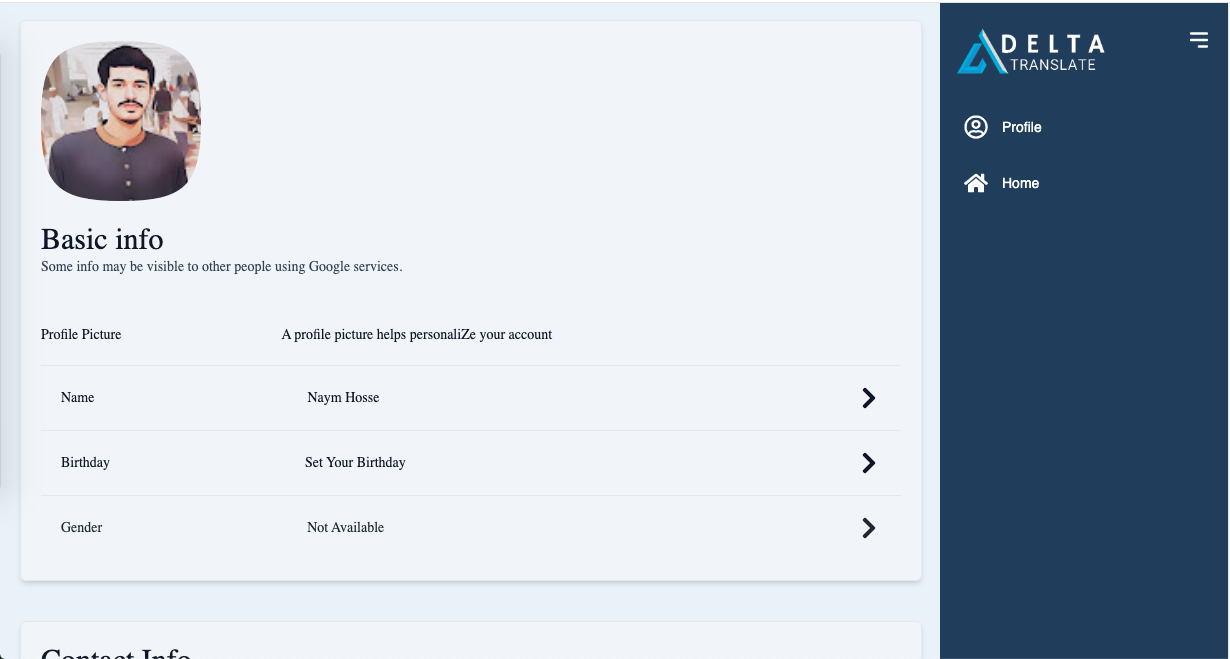 Basic info
Some info may be visible to other people using Google services.
Profile Picture A profile picture helps personaliZe your account
Name Naym Hosse
Birthday Set Your Birthday
Gender Not Available
Contact Info
DELTA
TRANSLATE
Profile
Home